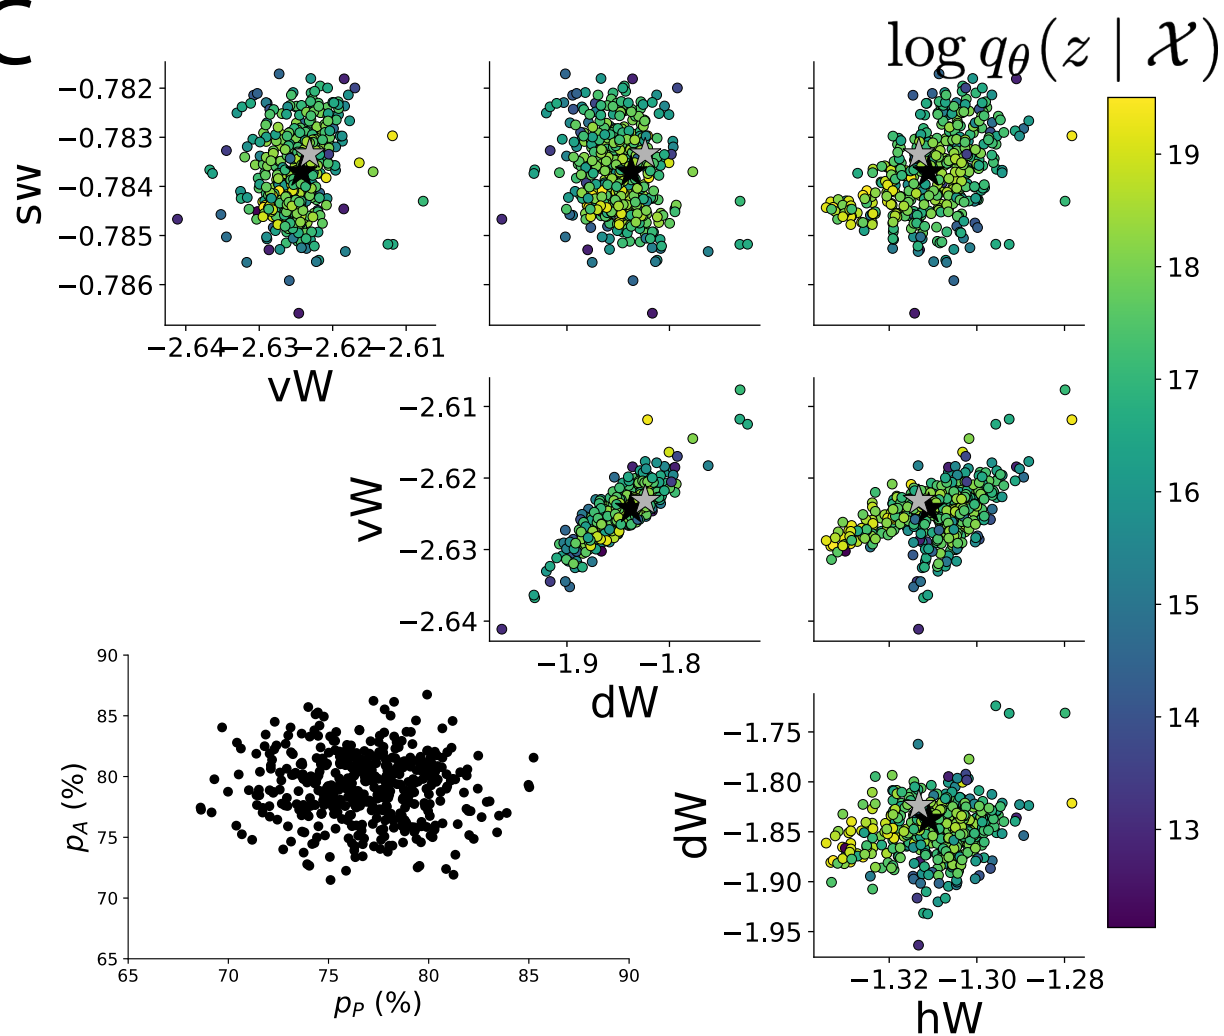 C
log q_θ(z | 𝒳)
−0.782
−0.783
−0.784
−0.785
−0.786
sW
−2.64 −2.63 −2.62 −2.61
vW
19
18
17
16
15
14
13
−2.61
−2.62
−2.63
−2.64
vW
−1.9 −1.8
dW
90
85
80
75
70
65
p_A (%)
65 70 75 80 85 90
p_P (%)
−1.75
−1.80
−1.85
−1.90
−1.95
dW
−1.32 −1.30 −1.28
hW